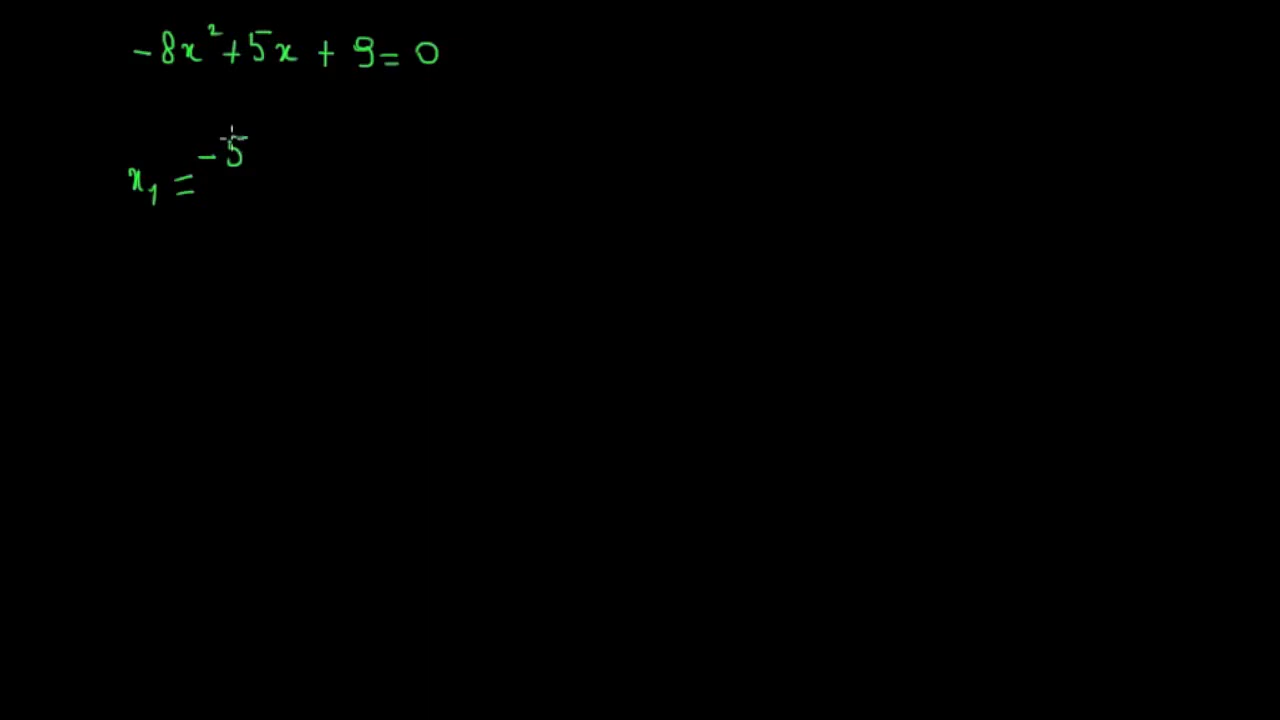 -8x²+5x + 9 = 0
x₁ = -5